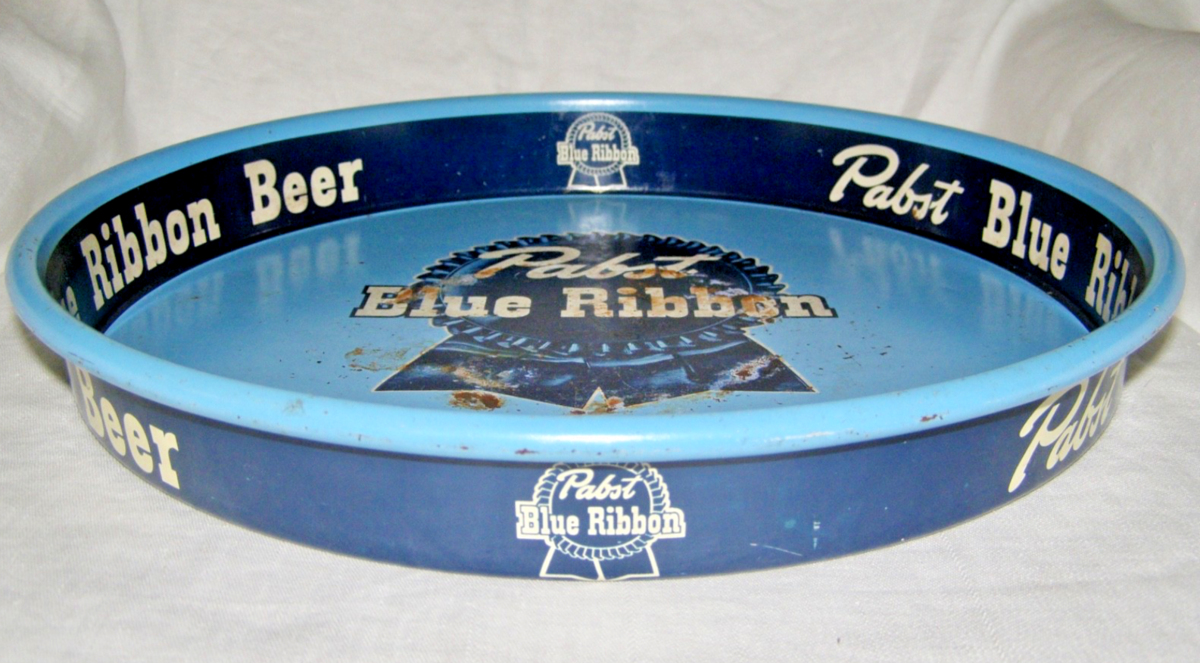 Ribbon Beer
Pabst
Blue Ribbon
Pabst Blue Rib
Pabst
Blue Ribbon
Beer
Pabst
Blue Ribbon
Pabst